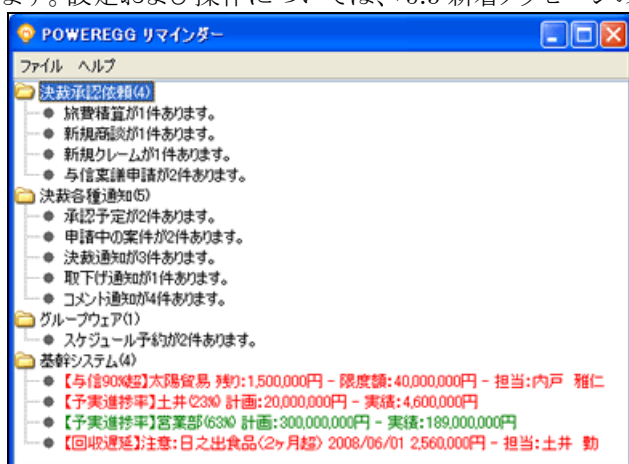 POWEREGG リマインダー
ファイル ヘルプ
決裁承認依頼(4)
旅費積算が1件あります。
新規商談が1件あります。
新規クレームが1件あります。
与信稟議申請が2件あります。
決裁各種通知(5)
承認予定が2件あります。
申請中の案件が2件あります。
決裁通知が3件あります。
取下げ通知が1件あります。
コメント通知が4件あります。
グループウェア(1)
スケジュール予約が2件あります。
基幹システム(4)
【与信90%超】太陽貿易 残り:1,500,000円 - 限度額:40,000,000円 - 担当:内戸 雅仁
【予実進捗率】土井(23%) 計画:20,000,000円 - 実績:4,600,000円
【予実進捗率】営業部(63%) 計画:300,000,000円 - 実績:189,000,000円
【回収遅延】注意:日之出食品(2ヶ月超) 2008/06/01 2,560,000円 - 担当:土井 勤